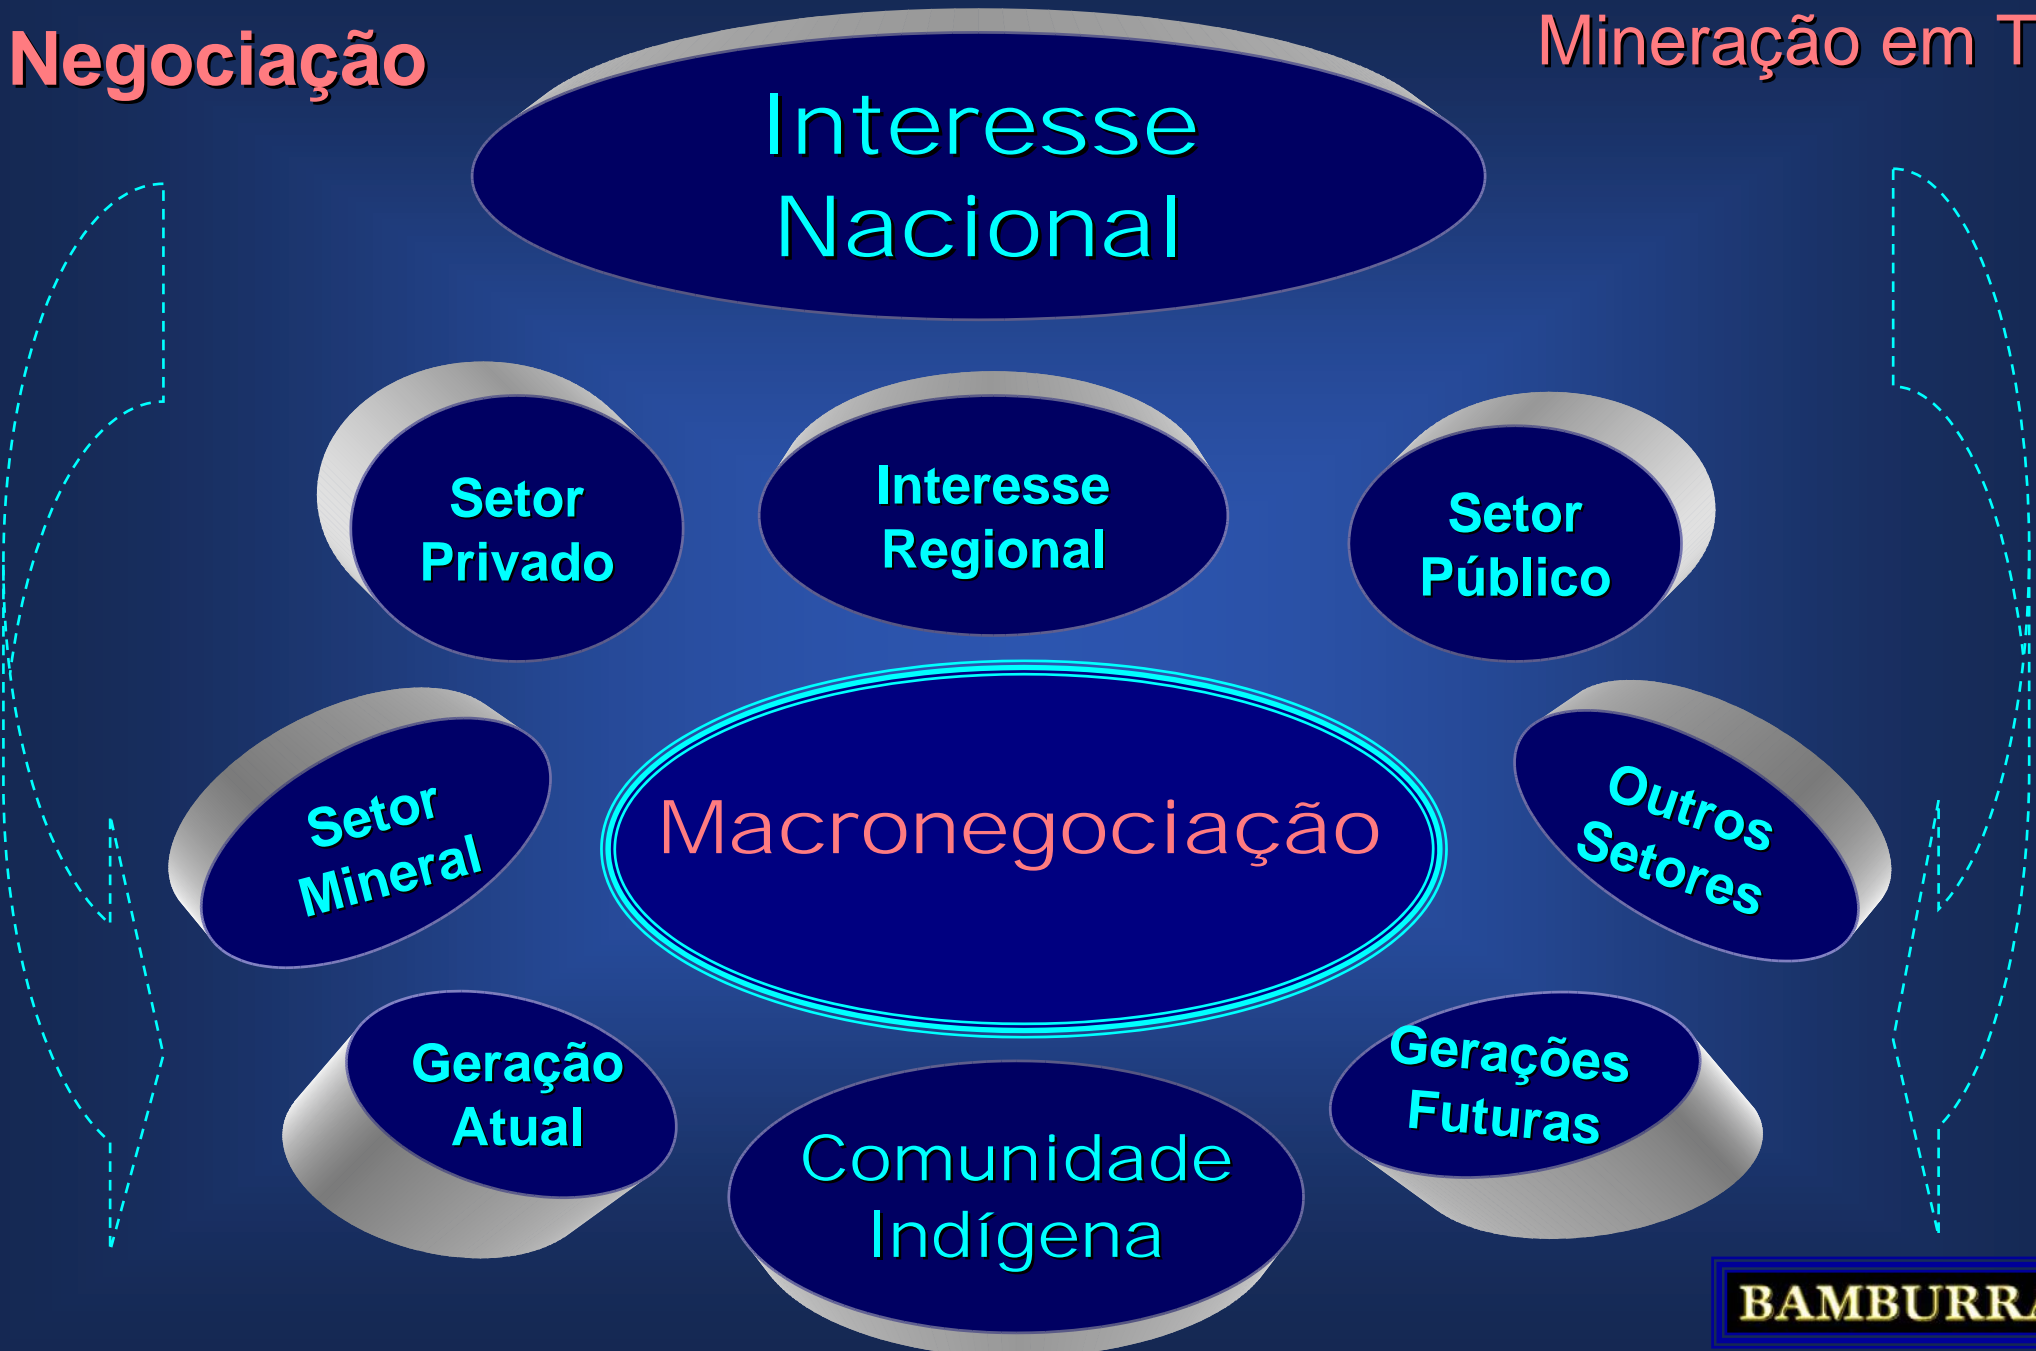 Negociação
Mineração em T
Interesse
Nacional
Setor
Privado
Interesse
Regional
Setor
Público
Setor
Mineral
Macronegociação
Outros
Setores
Geração
Atual
Comunidade
Indígena
Gerações
Futuras
BAMBURRA